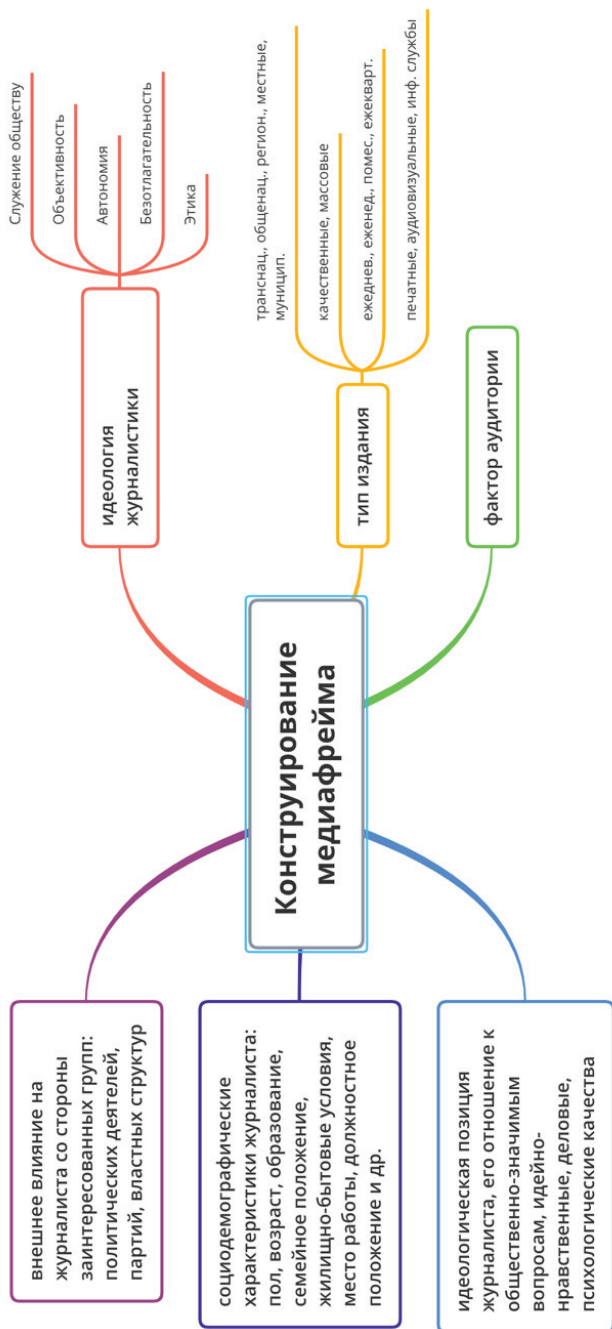 Конструирование
медиафрейма
внешнее влияние на
журналиста со стороны
заинтересованных групп:
политических деятелей,
партий, властных структур
социодемографические
характеристики журналиста:
пол, возраст, образование,
семейное положение,
жилищно-бытовые условия,
место работы, должностное
положение и др.
идеологическая позиция
журналиста, его отношение к
общественно-значимым
вопросам, идейно-
нравственные, деловые,
психологические качества
идеология
журналистики
Служение обществу
Объективность
Автономия
Безотлагательность
Этика
тип издания
транснац., общенац., регион., местные,
муницип.
качественные, массовые
ежеднев., еженед., помес., ежекварт.
печатные, аудиовизуальные, инф. службы
фактор аудитории